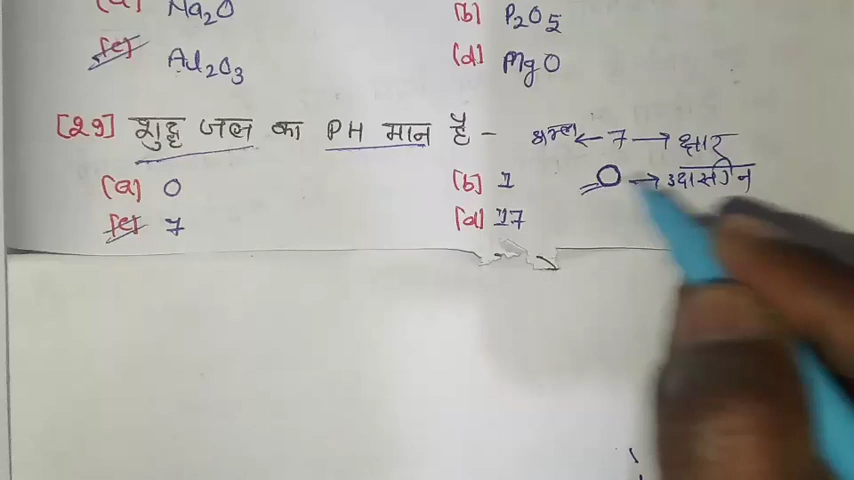 (a) Na2O (b) P2O5
(c) Al2O3 (d) MgO
[29] शुद्ध जल का PH मान है - अम्ल ← 7 → क्षार
(a) 0 (b) 1 0 → उदासीन
(c) 7 (d) 17